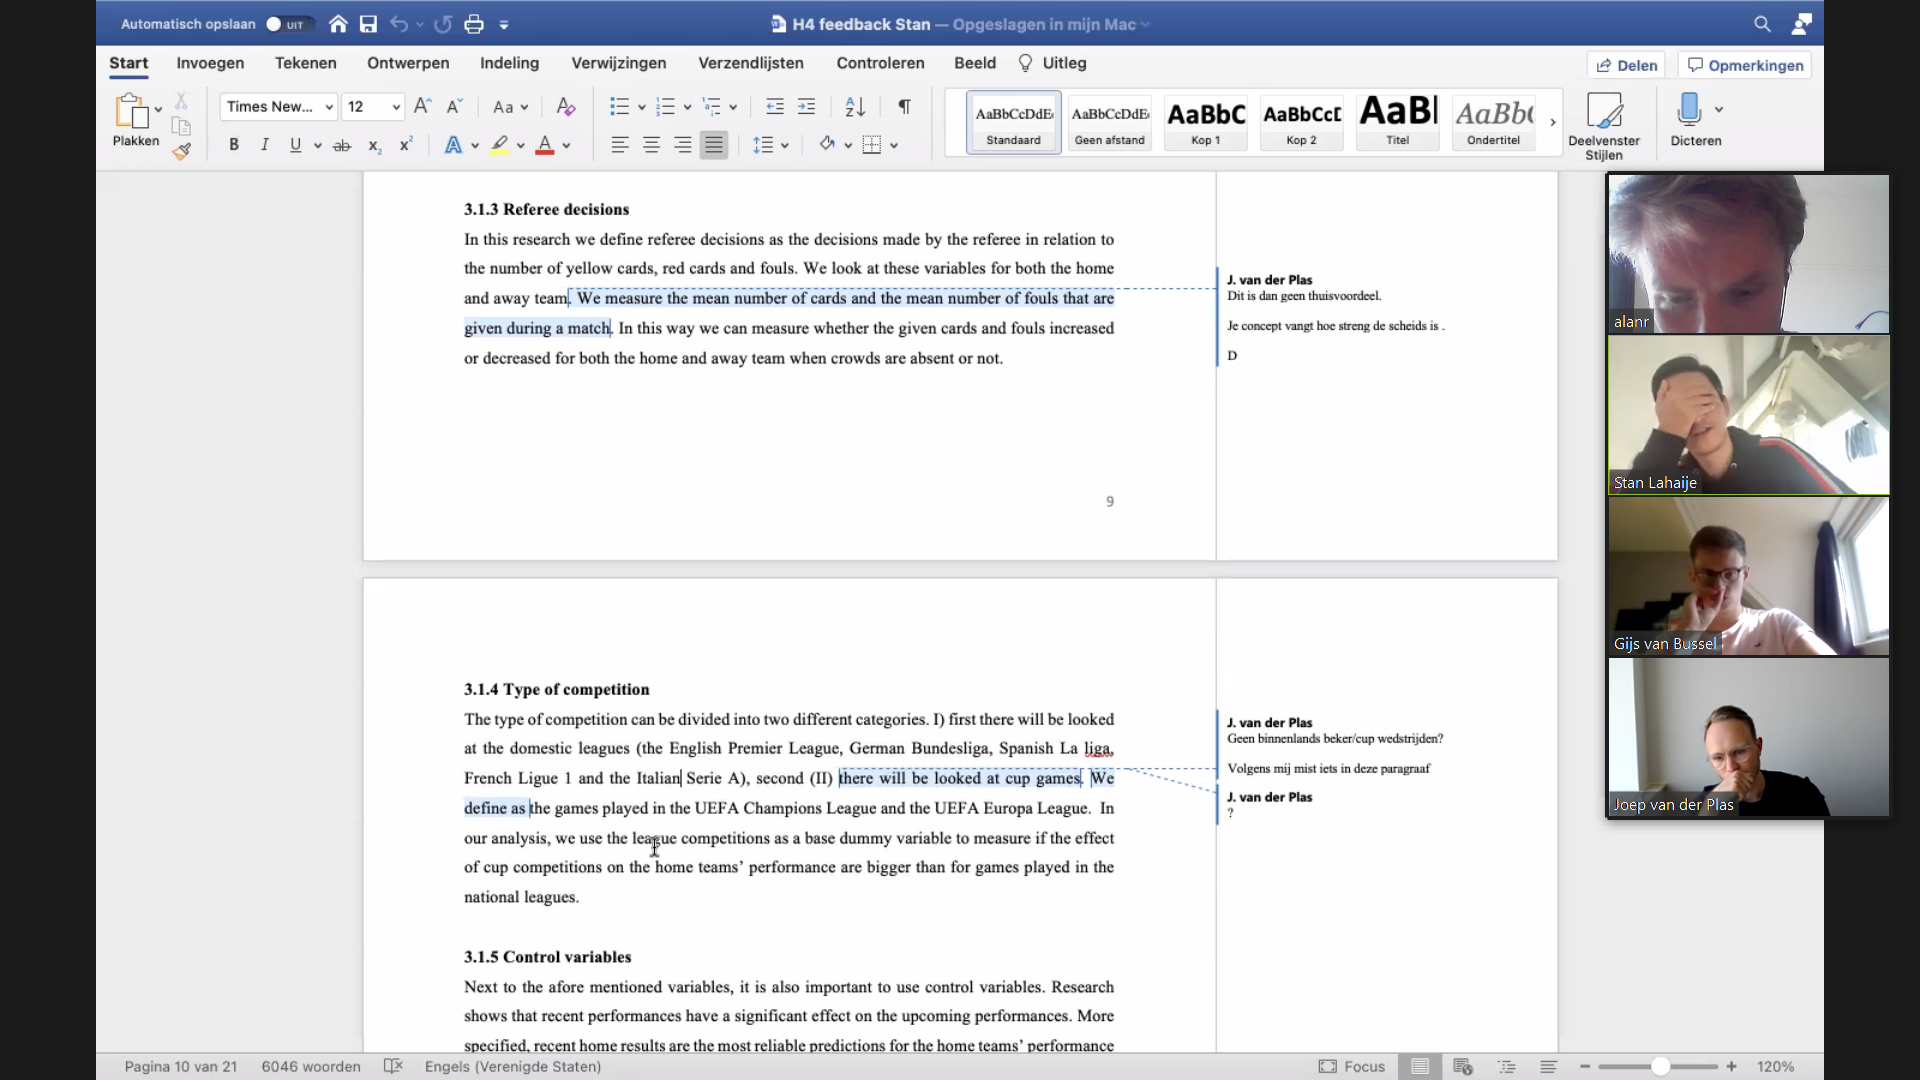 Automatisch opslaan UIT
H4 feedback Stan — Opgeslagen in mijn Mac
Start Invoegen Tekenen Ontwerpen Indeling Verwijzingen Verzendlijsten Controleren Beeld Uitleg Delen Opmerkingen
Plakken
Times New... 12
AaBbCcDdE AaBbCcDdE AaBbC AaBbCcD AaBl AaBb(
Standaard Geen afstand Kop 1 Kop 2 Titel Ondertitel
Deelvenster
Stijlen
Dicteren
3.1.3 Referee decisions
In this research we define referee decisions as the decisions made by the referee in relation to
the number of yellow cards, red cards and fouls. We look at these variables for both the home
and away team. We measure the mean number of cards and the mean number of fouls that are
given during a match. In this way we can measure whether the given cards and fouls increased
or decreased for both the home and away team when crowds are absent or not.
J. van der Plas
Dit is dan geen thuisvoordeel.
Je concept vangt hoe streng de scheids is .
D
9
3.1.4 Type of competition
The type of competition can be divided into two different categories. I) first there will be looked
at the domestic leagues (the English Premier League, German Bundesliga, Spanish La liga,
French Ligue 1 and the Italian Serie A), second (II) there will be looked at cup games. We
define as the games played in the UEFA Champions League and the UEFA Europa League. In
our analysis, we use the league competitions as a base dummy variable to measure if the effect
of cup competitions on the home teams’ performance are bigger than for games played in the
national leagues.
J. van der Plas
Geen binnenlands beker/cup wedstrijden?
Volgens mij mist iets in deze paragraaf
J. van der Plas
?
3.1.5 Control variables
Next to the afore mentioned variables, it is also important to use control variables. Research
shows that recent performances have a significant effect on the upcoming performances. More
specified, recent home results are the most reliable predictions for the home teams’ performance
alanr
Stan Lahaije
Gijs van Bussel
Joep van der Plas
Pagina 10 van 21 6046 woorden Engels (Verenigde Staten) Focus 120%